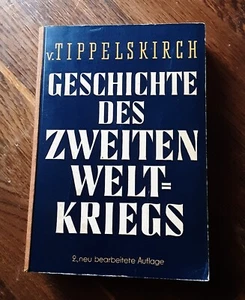 v. TIPPELSKIRCH
GESCHICHTE
DES
ZWEITEN
WELT=
KRIEGS
2., neu bearbeitete Auflage